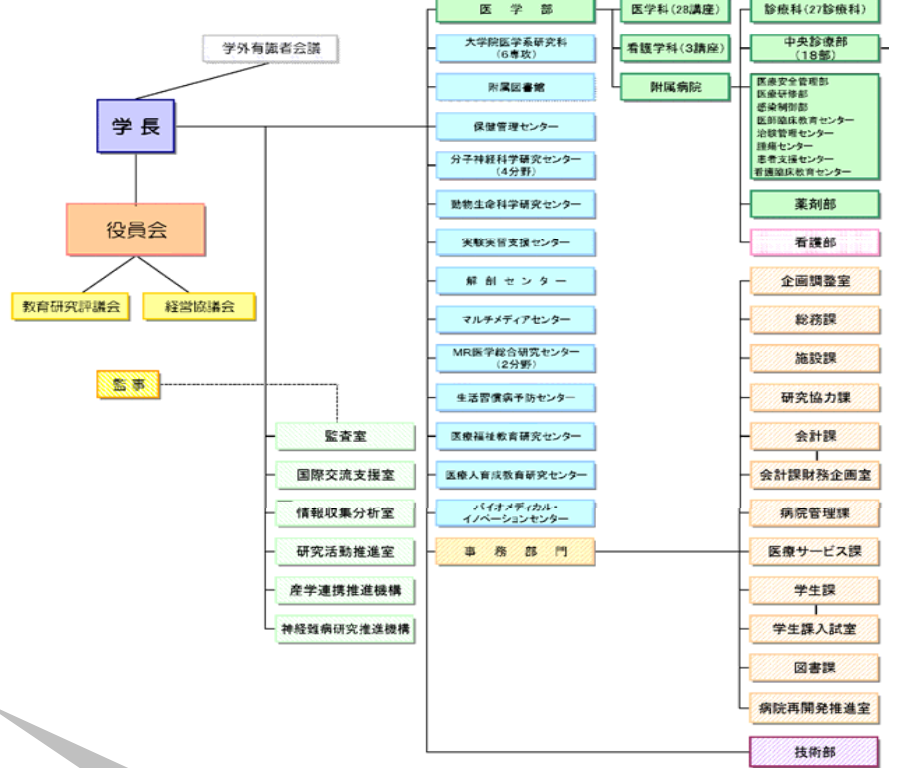 医学部
医学科(28講座)
診療科(27診療科)
学外有識者会議
大学院医学系研究科
(6専攻)
看護学科(3講座)
中央診療部
(18部)
附属図書館
附属病院
医療安全管理部
医療研修部
感染制御部
医師臨床教育センター
治験管理センター
腫瘍センター
患者支援センター
看護臨床教育センター
学長
保健管理センター
分子神経科学研究センター
(4分野)
役員会
動物生命科学研究センター
薬剤部
実験実習支援センター
看護部
教育研究評議会
経営協議会
解剖センター
企画調整室
マルチメディアセンター
総務課
MR医学総合研究センター
(2分野)
施設課
監事
生活習慣病予防センター
研究協力課
監査室
医療福祉教育研究センター
会計課
国際交流支援室
医療人育成教育研究センター
会計課財務企画室
情報収集分析室
バイオメディカル・
イノベーションセンター
病院管理課
研究活動推進室
事務部門
医療サービス課
産学連携推進機構
学生課
神経難病研究推進機構
学生課入試室
図書課
病院再開発推進室
技術部